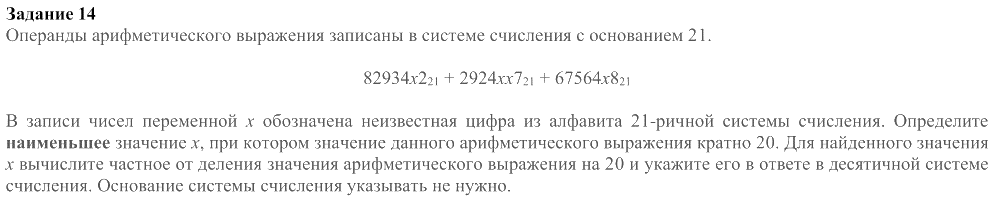 Задание 14
Операнды арифметического выражения записаны в системе счисления с основанием 21.
82934x2₂₁ + 2924xx7₂₁ + 67564x8₂₁
В записи чисел переменной x обозначена неизвестная цифра из алфавита 21-ричной системы счисления. Определите
наименьшее значение x, при котором значение данного арифметического выражения кратно 20. Для найденного значения
x вычислите частное от деления значения арифметического выражения на 20 и укажите его в ответе в десятичной системе
счисления. Основание системы счисления указывать не нужно.